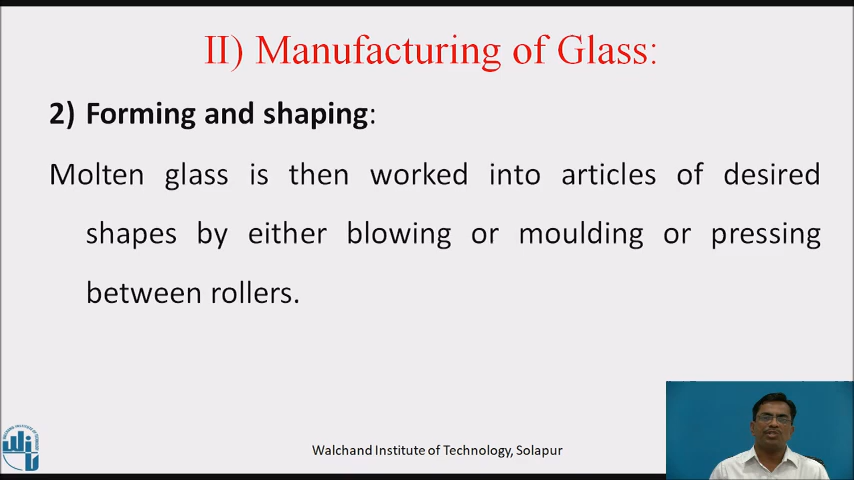 II) Manufacturing of Glass:
2) Forming and shaping:
Molten glass is then worked into articles of desired
shapes by either blowing or moulding or pressing
between rollers.
Walchand Institute of Technology, Solapur